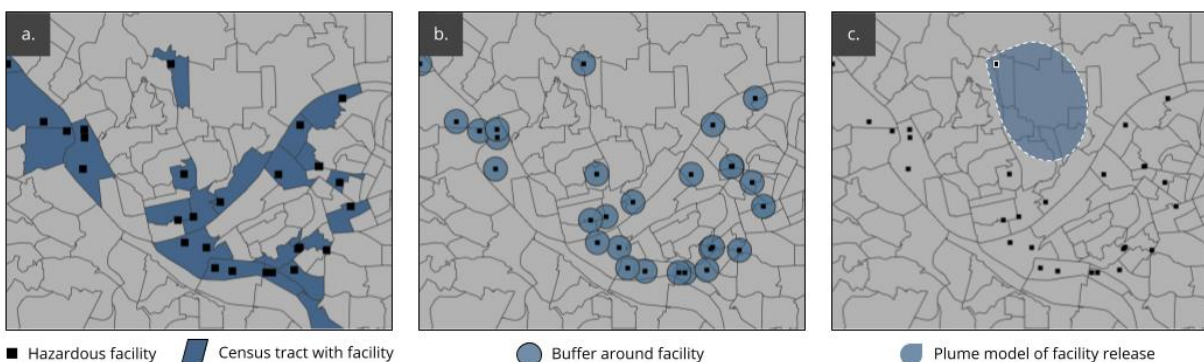 a.
b.
c.
Hazardous facility
Census tract with facility
Buffer around facility
Plume model of facility release